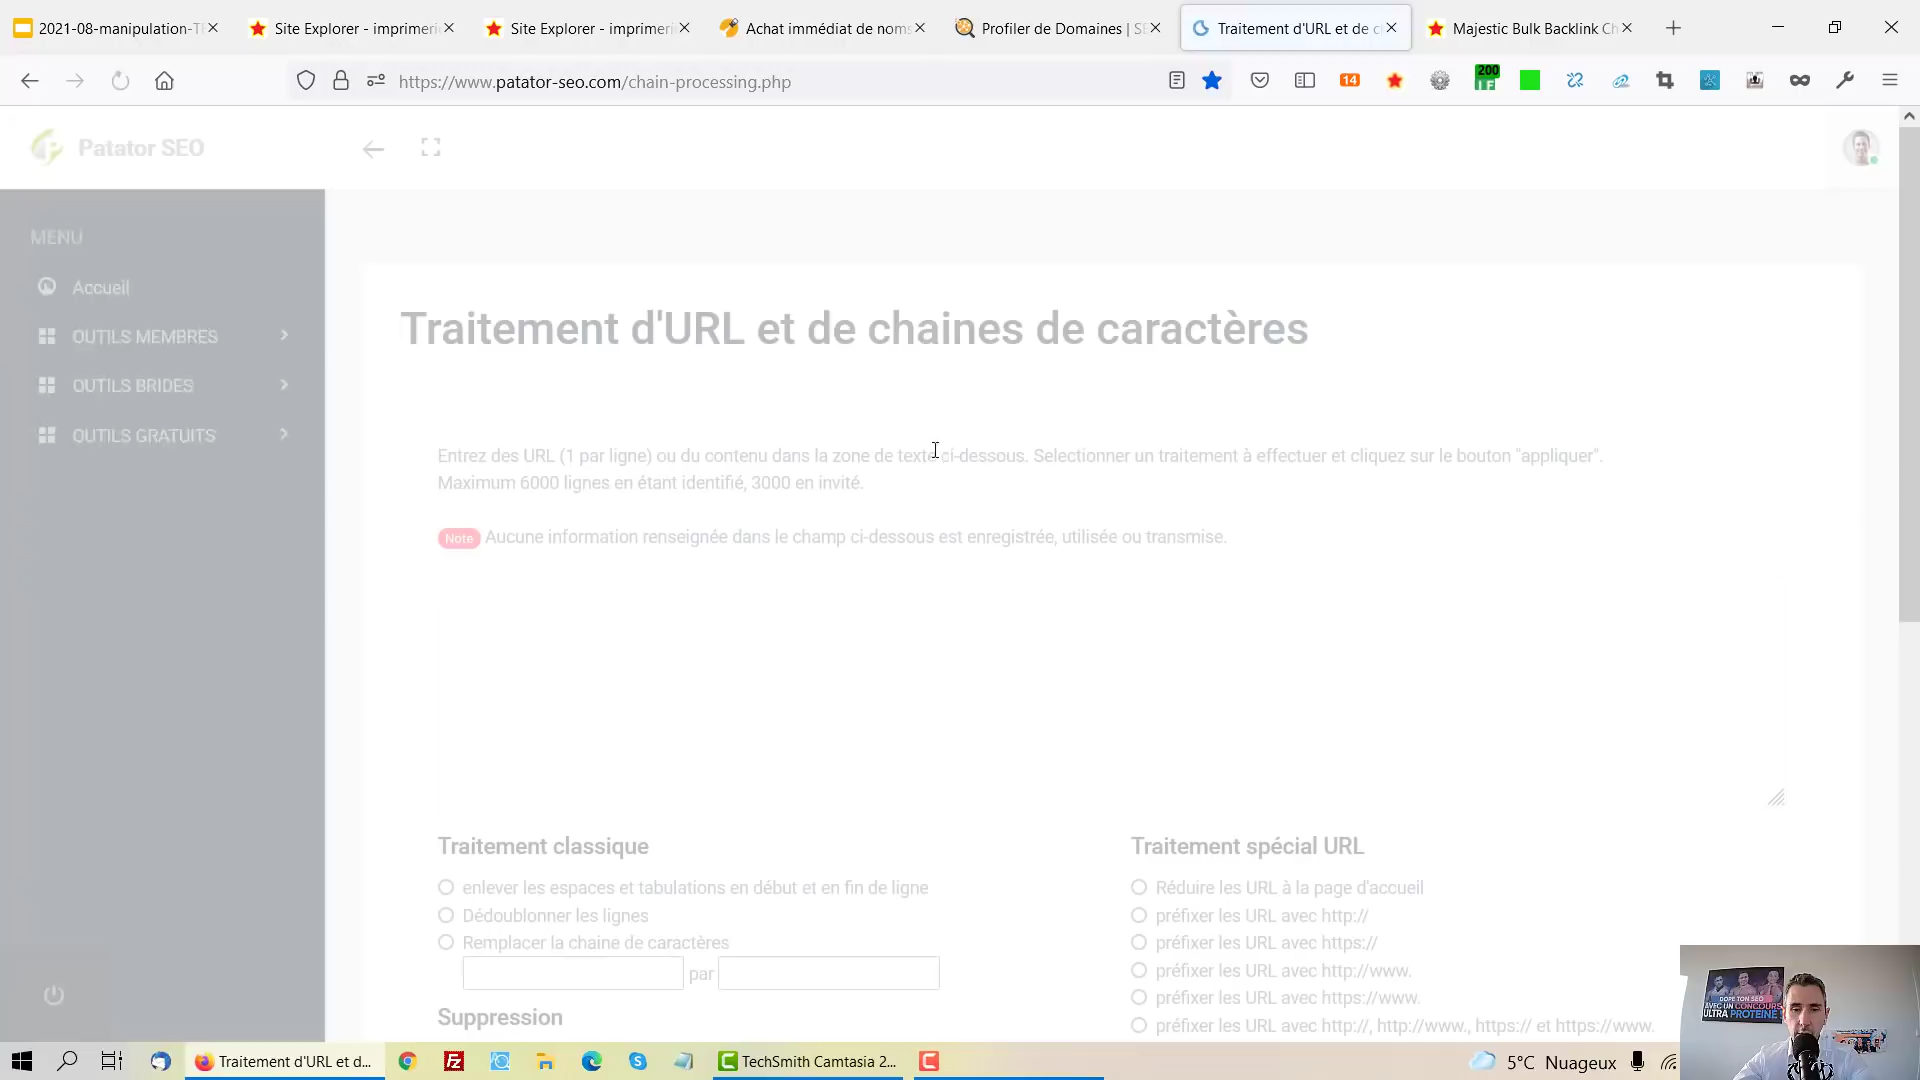 2021-08-manipulation-T
Site Explorer - imprimeri
Site Explorer - imprimeri
Achat immédiat de noms
Profiler de Domaines | S
Traitement d'URL et de c
Majestic Bulk Backlink Ch
https://www.patator-seo.com/chain-processing.php
14
200
Patator SEO
MENU
Accueil
OUTILS MEMBRES
OUTILS BRIDES
OUTILS GRATUITS
Traitement d'URL et de chaines de caractères
Entrez des URL (1 par ligne) ou du contenu dans la zone de texte ci-dessous. Selectionner un traitement à effectuer et cliquez sur le bouton "appliquer".
Maximum 6000 lignes en étant identifié, 3000 en invité.
Note Aucune information renseignée dans le champ ci-dessous est enregistrée, utilisée ou transmise.
Traitement classique
enlever les espaces et tabulations en début et en fin de ligne
Dédoublonner les lignes
Remplacer la chaine de caractères
par
Suppression
Traitement spécial URL
Réduire les URL à la page d'accueil
préfixer les URL avec http://
préfixer les URL avec https://
préfixer les URL avec http://www.
préfixer les URL avec https://www.
préfixer les URL avec http://, http://www., https:// et https://www.
DOPE TON SEO
AVEC UN CONCOURS
ULTRA PROTEINE
Traitement d'URL et d...
TechSmith Camtasia 2...
5°C Nuageux